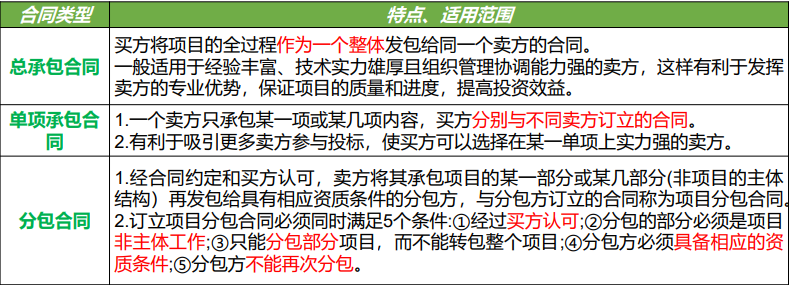 合同类型 特点、适用范围
总承包合同
买方将项目的全过程作为一个整体发包给同一个卖方的合同。
一般适用于经验丰富、技术实力雄厚且组织管理协调能力强的卖方，这样有利于发挥
卖方的专业优势，保证项目的质量和进度，提高投资效益。
单项承包合
同
1.一个卖方只承包某一项或某几项内容，买方分别与不同卖方订立的合同。
2.有利于吸引更多卖方参与投标，使买方可以选择在某一单项上实力强的卖方。
分包合同
1.经合同约定和买方认可，卖方将其承包项目的某一部分或某几部分(非项目的主体
结构）再发包给具有相应资质条件的分包方，与分包方订立的合同称为项目分包合同。
2.订立项目分包合同必须同时满足5个条件:①经过买方认可;②分包的部分必须是项目
非主体工作;③只能分包部分项目，而不能转包整个项目;④分包方必须具备相应的资
质条件;⑤分包方不能再次分包。